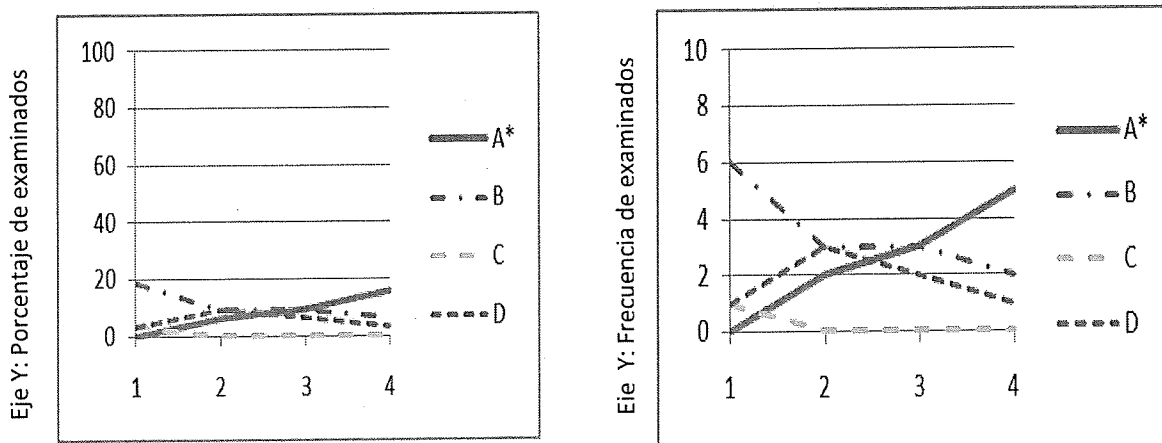 Eje Y: Porcentaje de examinados
100
80
60
40
20
0
1 2 3 4
A*
B
C
D
Eie Y: Frecuencia de examinados
10
8
6
4
2
0
1 2 3 4
A*
B
C
D